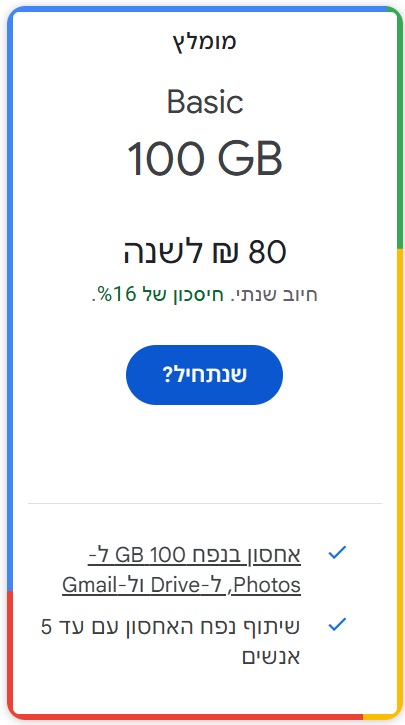 מומלץ
Basic
100 GB
80 ₪ לשנה
חיוב שנתי. חיסכון של 16%.
שנתחיל?
אחסון בנפח 100 GB ל-
Photos, ל-Drive ול-Gmail
שיתוף נפח האחסון עם עד 5
אנשים